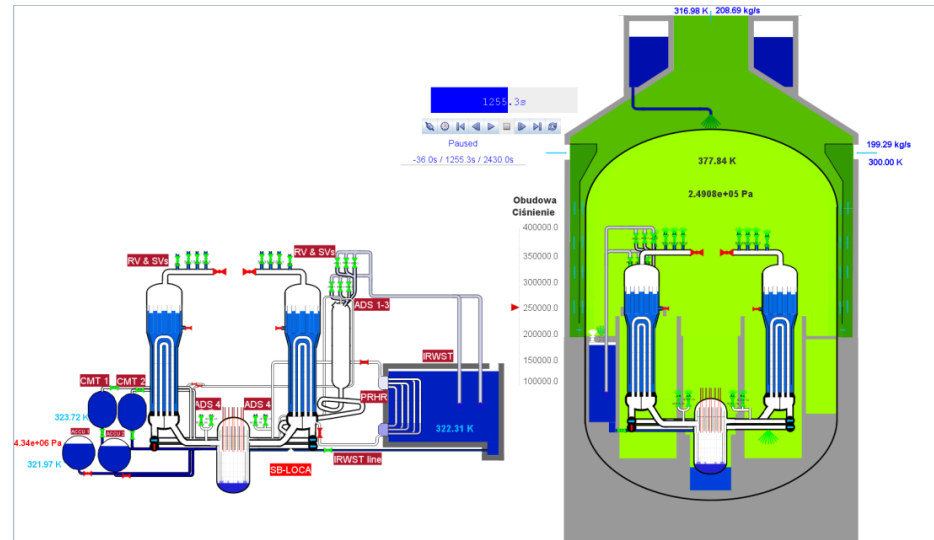 316.98 K
208.69 kg/s
1255.3s
Paused
-36.0s / 1255.3s / 2430.0s
199.29 kg/s
300.00 K
377.84 K
2.4908e+05 Pa
Obudowa
Ciśnienie
400000.0
350000.0
300000.0
250000.0
200000.0
150000.0
100000.0
RV & SVs
RV & SVs
ADS 1-3
IRWST
CMT 1
CMT 2
PRHR
ADS 4
ADS 4
323.72 K
322.31 K
4.34e+06 Pa
321.97 K
SB-LOCA
IRWST line